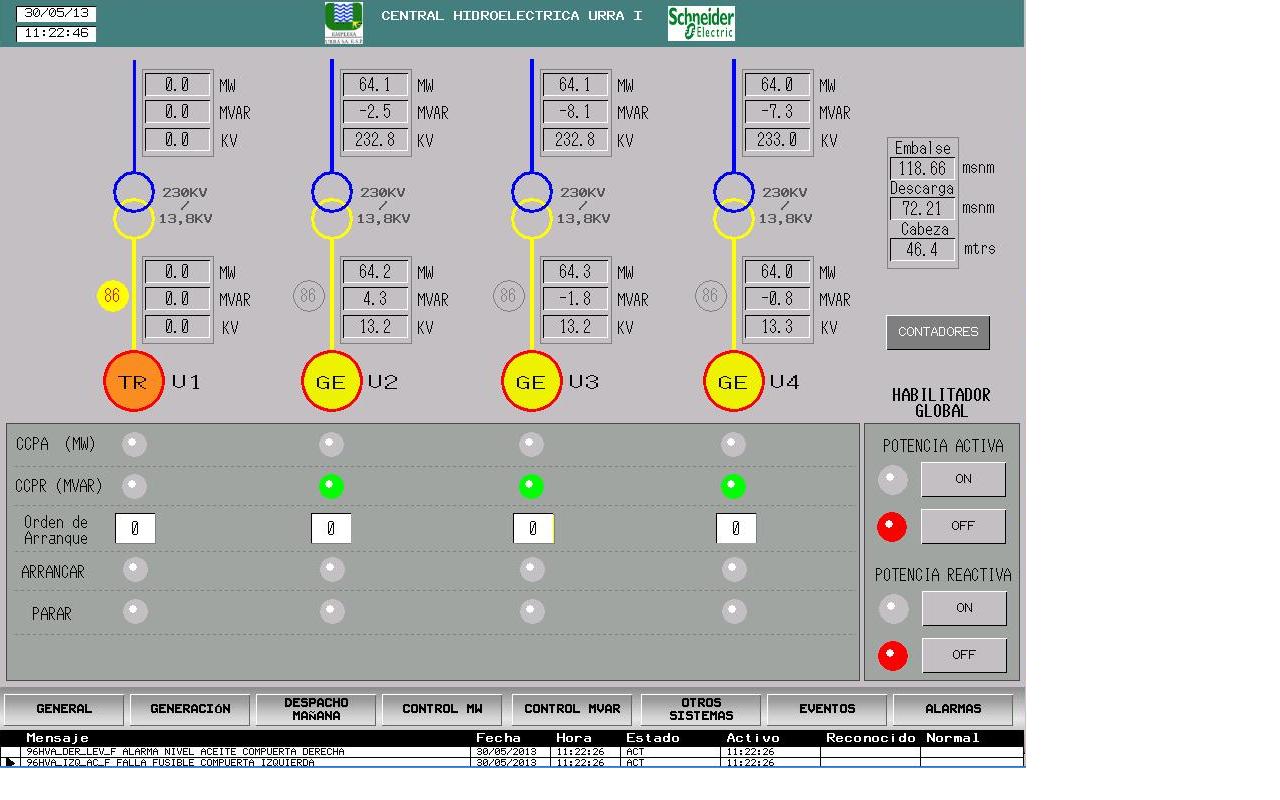 30/05/13
11:22:46
EMPRESA
URRÁ S.A. E.S.P
CENTRAL HIDROELECTRICA URRA I
Schneider
Electric
0.0 MW 64.1 MW 64.1 MW 64.0 MW
0.0 MVAR -2.5 MVAR -8.1 MVAR -7.3 MVAR
0.0 KV 232.8 KV 232.8 KV 233.0 KV
Embalse
118.66 msnm
Descarga
72.21 msnm
Cabeza
46.4 mtrs
230KV 230KV 230KV 230KV
/ / / /
13,8KV 13,8KV 13,8KV 13,8KV
0.0 MW 64.2 MW 64.3 MW 64.0 MW
86 0.0 MVAR 86 4.3 MVAR 86 -1.8 MVAR 86 -0.8 MVAR
0.0 KV 13.2 KV 13.2 KV 13.3 KV
CONTADORES
TR U1 GE U2 GE U3 GE U4
HABILITADOR
GLOBAL
CCPA (MW)
CCPR (MVAR)
Orden de
Arranque
0 0 0 0
ARRANCAR
PARAR
POTENCIA ACTIVA
ON
OFF
POTENCIA REACTIVA
ON
OFF
GENERAL
GENERACIÓN
DESPACHO
MAÑANA
CONTROL MW
CONTROL MVAR
OTROS
SISTEMAS
EVENTOS
ALARMAS
Mensaje Fecha Hora Estado Activo Reconocido Normal
96HVA_DER_LEV_F ALARMA NIVEL ACEITE COMPUERTA DERECHA 30/05/2013 11:22:26 ACT 11:22:26
96HVA_IZQ_AC_F FALLA FUSIBLE COMPUERTA IZQUIERDA 30/05/2013 11:22:26 ACT 11:22:26